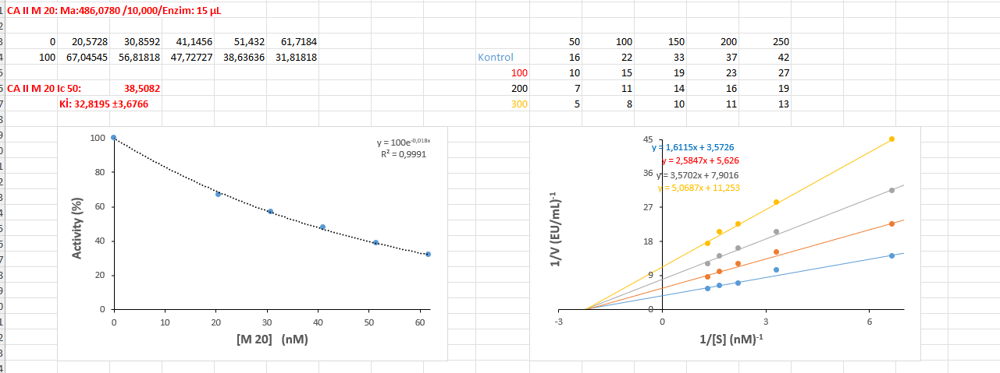 CA II M 20: Ma:486,0780 /10,000/Enzim: 15 µL
0 20,5728 30,8592 41,1456 51,432 61,7184
50 100 150 200 250
100 67,04545 56,81818 47,72727 38,63636 31,81818
Kontrol 16 22 33 37 42
100 10 15 19 23 27
CA II M 20 Ic 50: 38,5082
200 7 11 14 16 19
Kİ: 32,8195 ±3,6766
300 5 8 10 11 13
y = 100e-0,018x
R² = 0,9991
100
80
60
40
20
0
0 10 20 30 40 50 60
Activity (%)
[M 20] (nM)
y = 1,6115x + 3,5726
y = 2,5847x + 5,626
y = 3,5702x + 7,9016
y = 5,0687x + 11,253
45
36
27
18
9
0
-3 0 3 6
1/V (EU/mL)-1
1/[S] (nM)-1